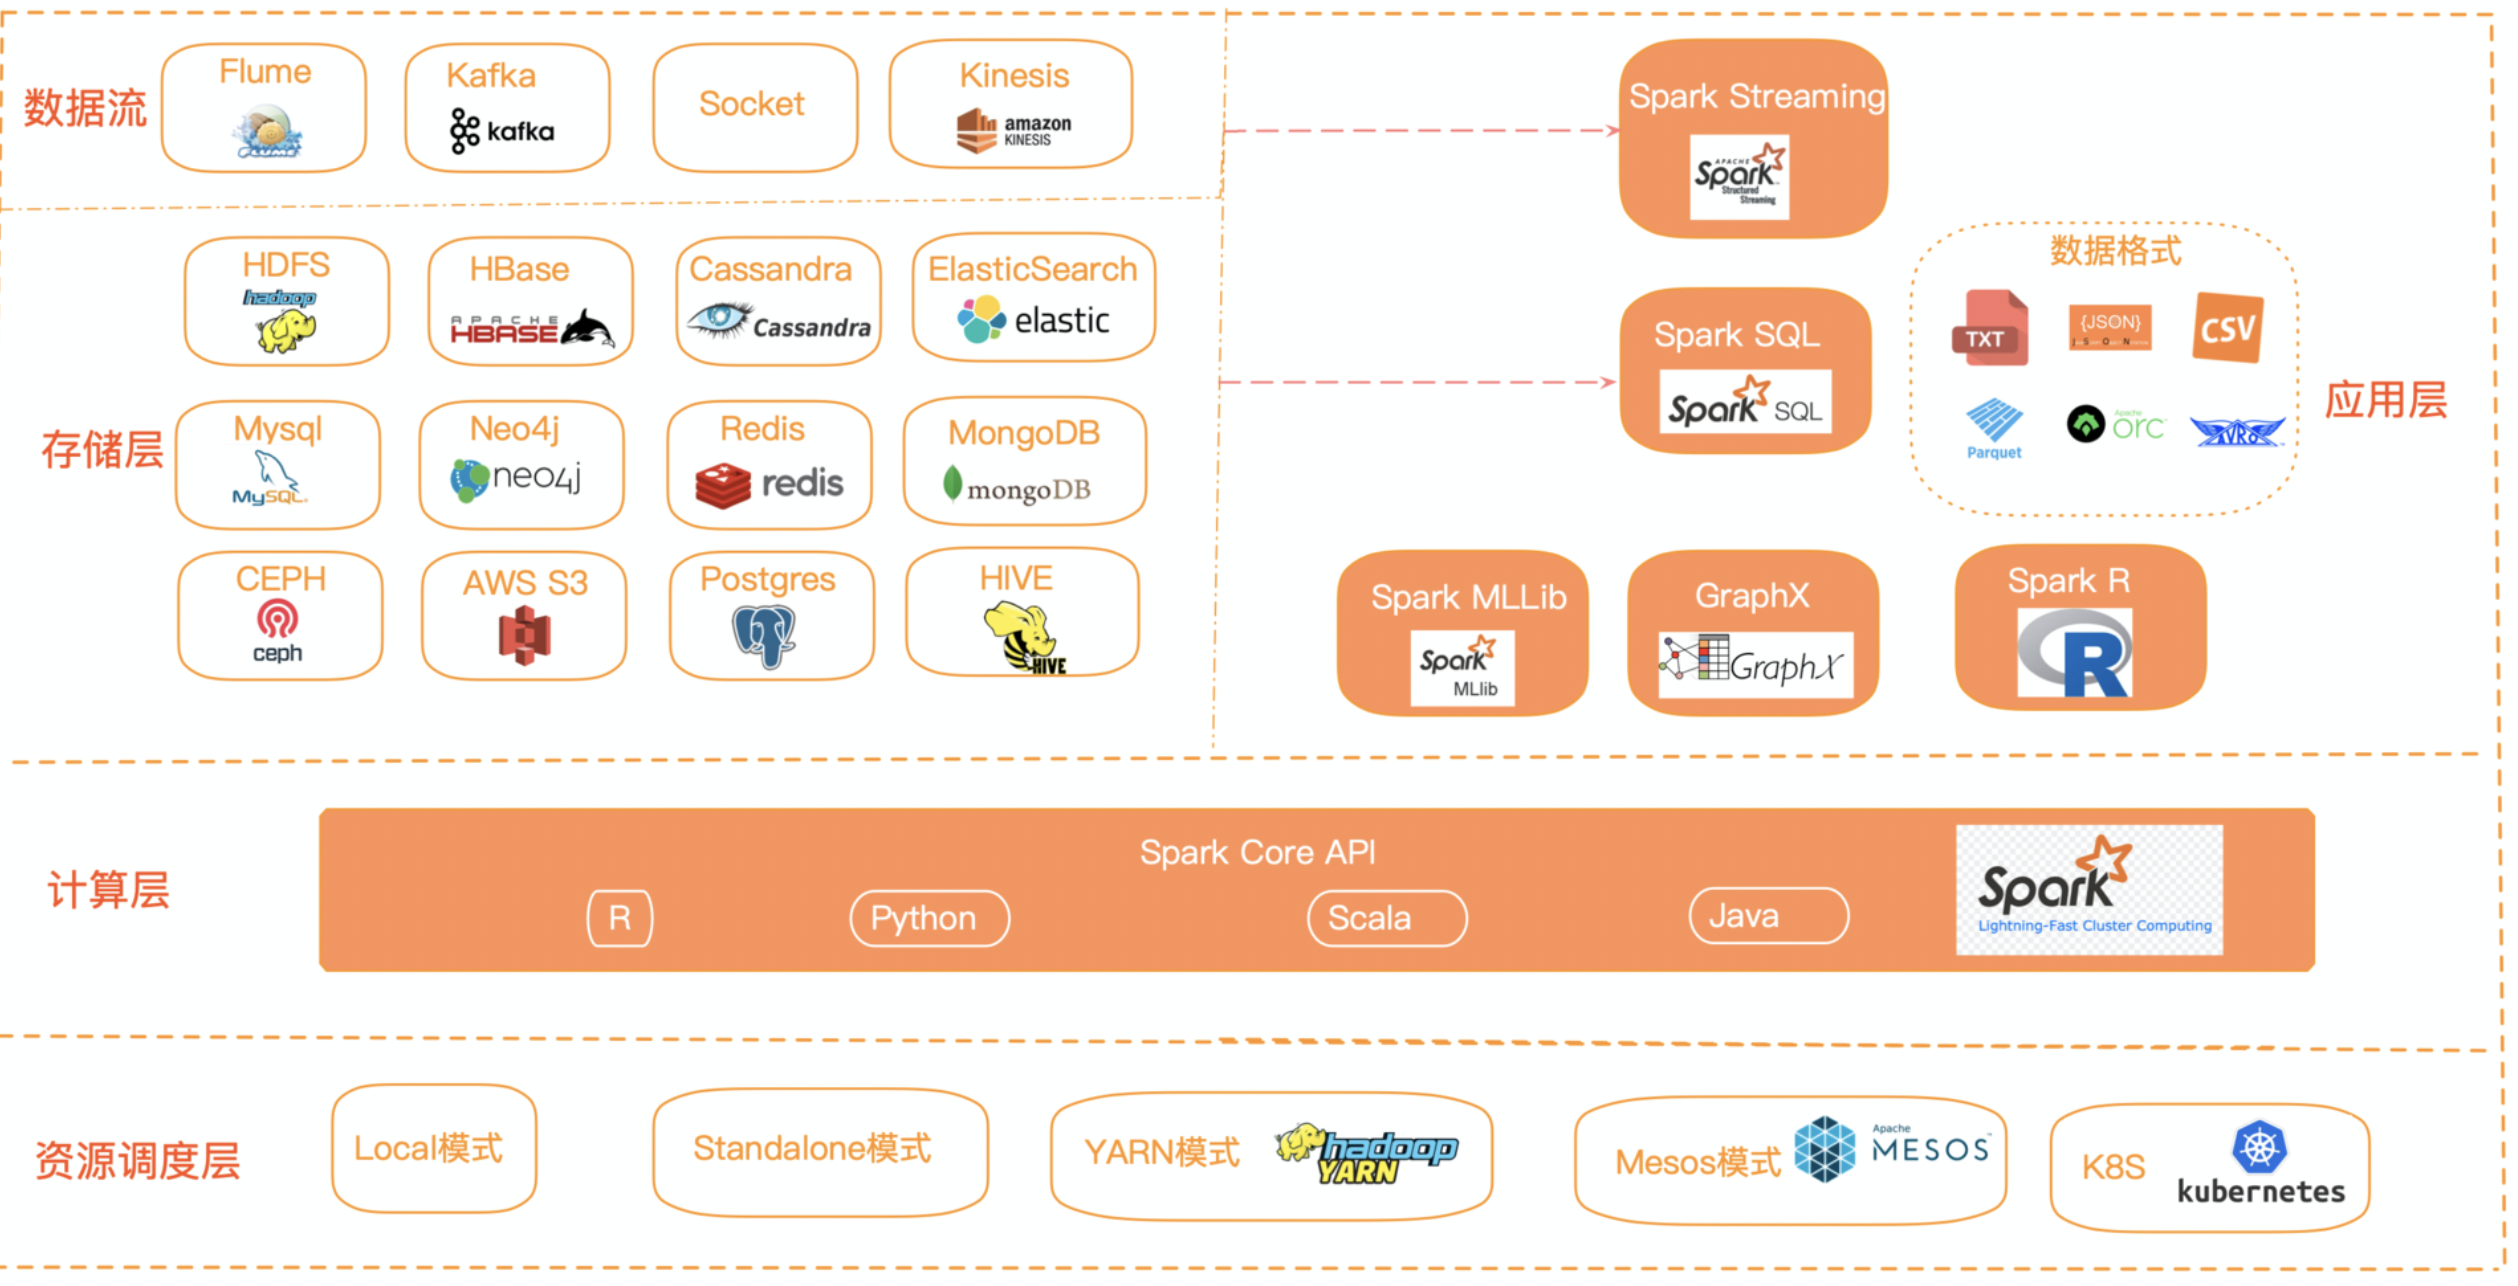 数据流
Flume
FLUME
Kafka
kafka
Socket
Kinesis
amazon
KINESIS
Spark Streaming
APACHE
Spark
Structured
Streaming
存储层
HDFS
hadoop
HBase
APACHE
HBASE
Cassandra
Cassandra
ElasticSearch
elastic
Mysql
MySQL
Neo4j
neo4j
Redis
redis
MongoDB
mongoDB
CEPH
ceph
AWS S3
Postgres
HIVE
HIVE
Spark SQL
Spark SQL
数据格式
TXT
{JSON}
JSON
CSV
Parquet
Apache
orc
AVRO
应用层
Spark MLLib
Spark
MLlib
GraphX
GraphX
Spark R
R
计算层
Spark Core API
R
Python
Scala
Java
Spark
Lightning-Fast Cluster Computing
资源调度层
Local模式
Standalone模式
YARN模式
hadoop
YARN
Mesos模式
Apache
MESOS
K8S
kubernetes